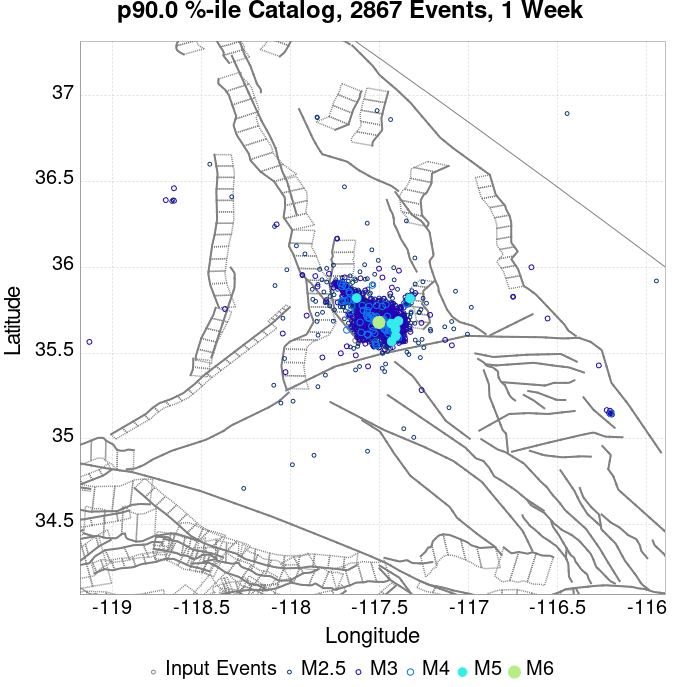 p90.0 %-ile Catalog, 2867 Events, 1 Week
37
36.5
36
35.5
35
34.5
Latitude
-119 -118.5 -118 -117.5 -117 -116.5 -116
Longitude
Input Events M2.5 M3 M4 M5 M6